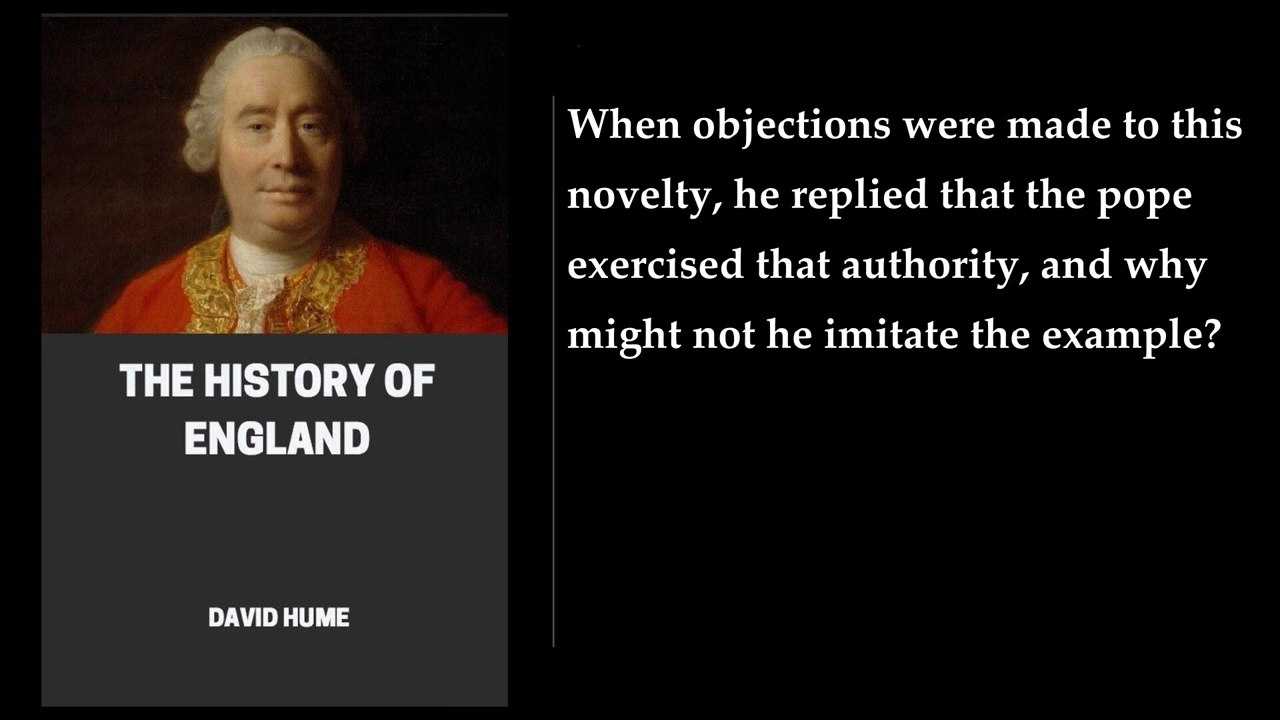 THE HISTORY OF
ENGLAND
DAVID HUME
When objections were made to this
novelty, he replied that the pope
exercised that authority, and why
might not he imitate the example?